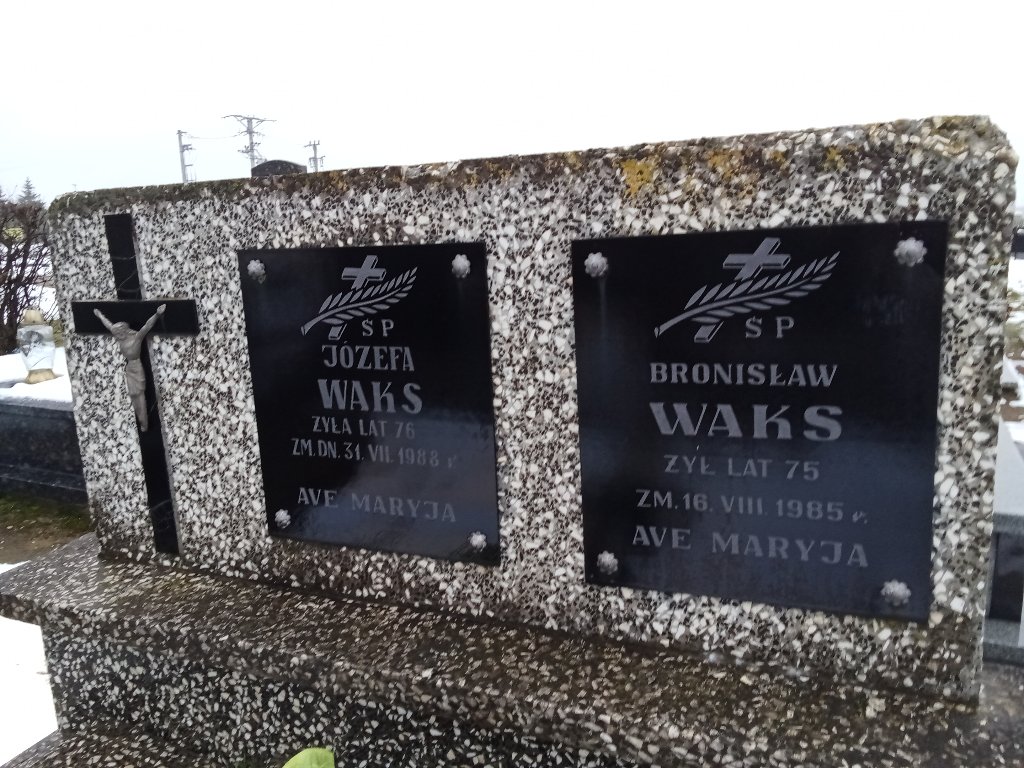 ŚP
JÓZEFA
WAKS
ŻYŁA LAT 76
ZM. DN. 31. VII. 1988 r.
AVE MARYJA
ŚP
BRONISŁAW
WAKS
ŻYŁ LAT 75
ZM. 16. VIII 1985 r.
AVE MARYJA